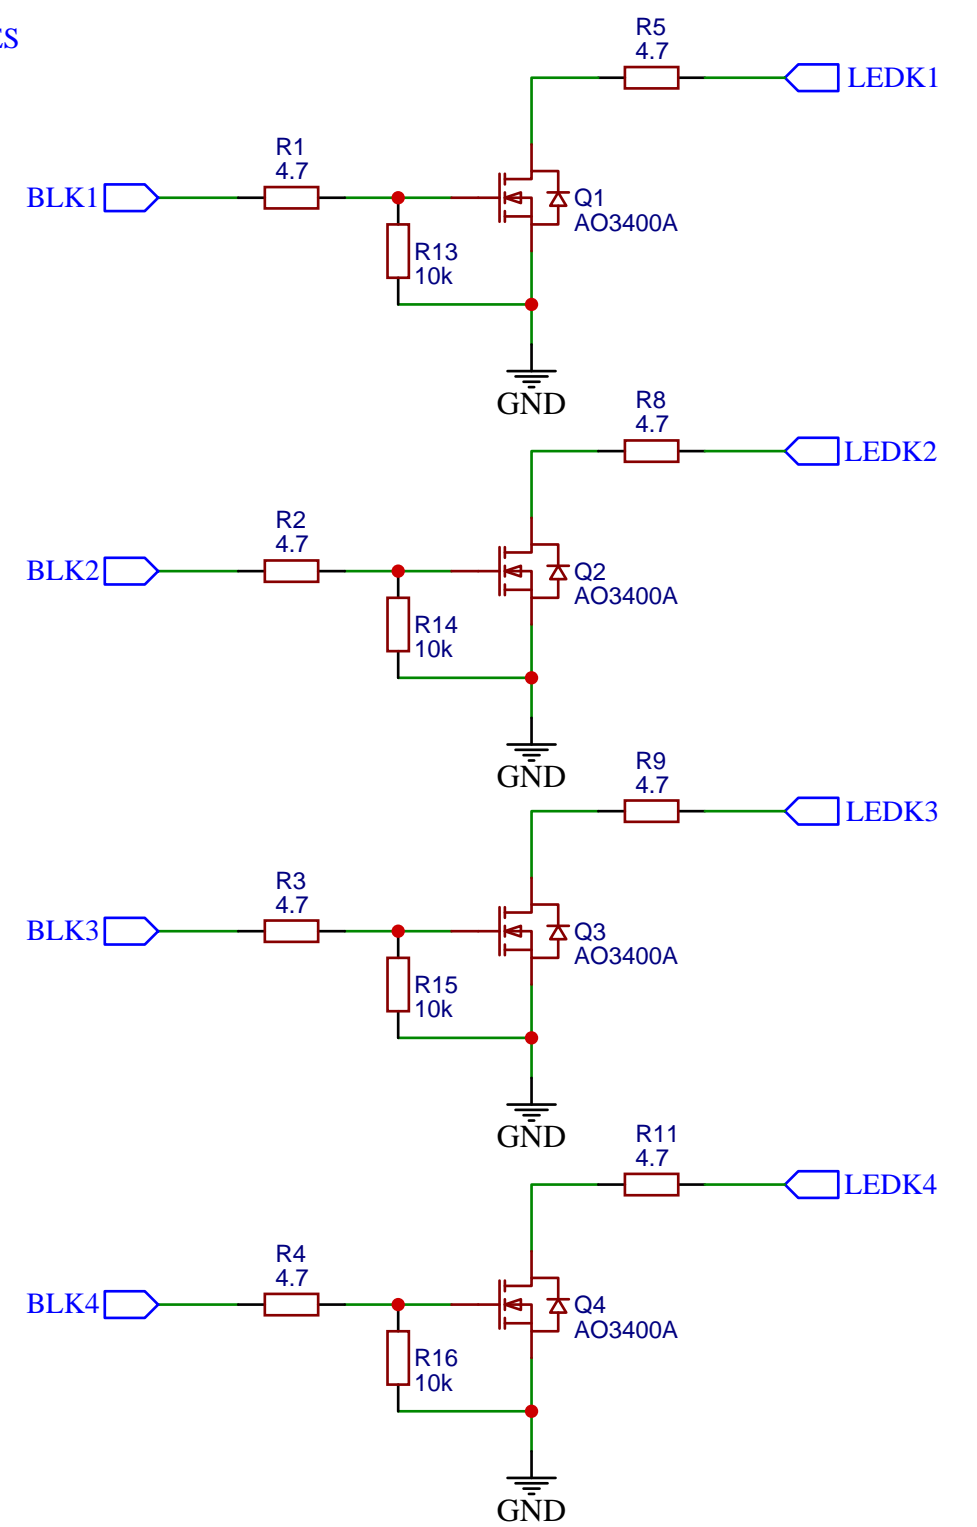 R5
4.7
LEDK1
R1
4.7
BLK1
Q1
AO3400A
R13
10k
GND
R8
4.7
LEDK2
R2
4.7
BLK2
Q2
AO3400A
R14
10k
GND
R9
4.7
LEDK3
R3
4.7
BLK3
Q3
AO3400A
R15
10k
GND
R11
4.7
LEDK4
R4
4.7
BLK4
Q4
AO3400A
R16
10k
GND